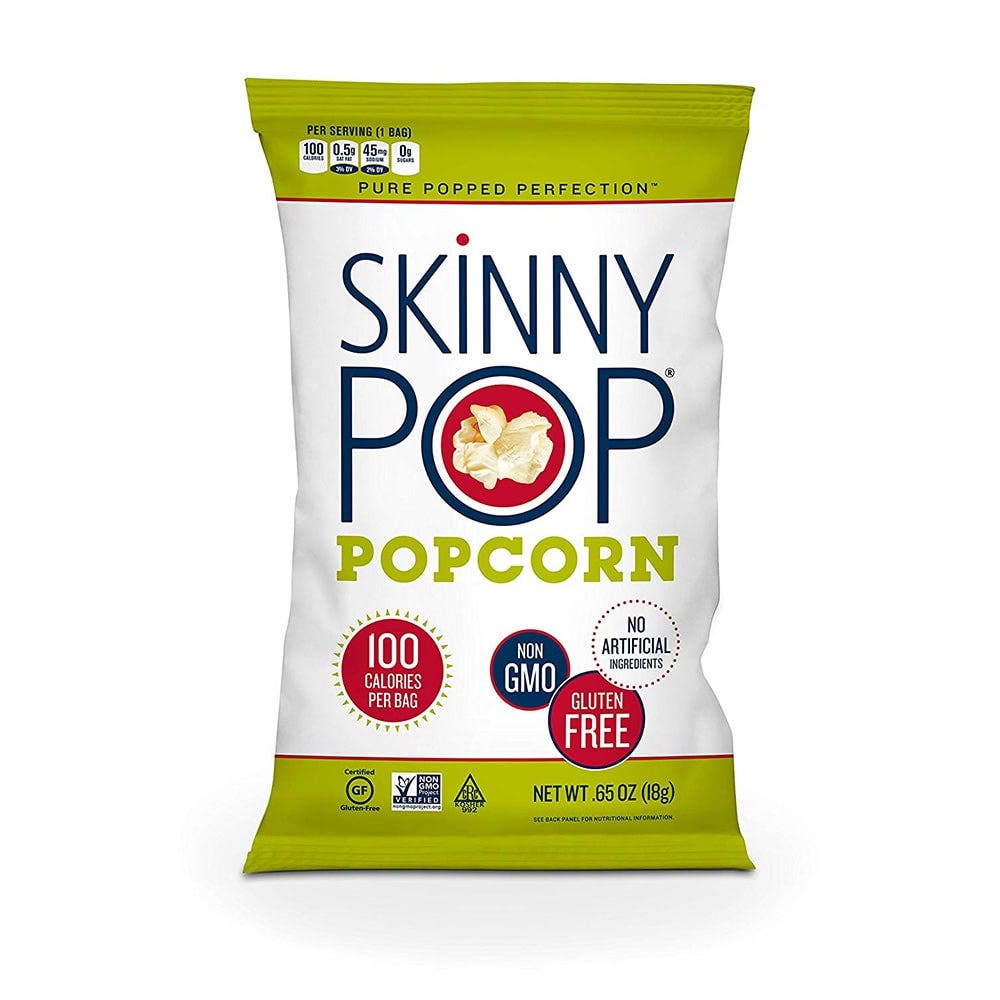 PER SERVING (1 BAG)
100 CALORIES
0.5g SAT FAT 3% DV
45mg SODIUM 2% DV
0g SUGARS
PURE POPPED PERFECTION™
SKINNY
POP®
POPCORN
100
CALORIES
PER BAG
NON
GMO
NO
ARTIFICIAL
INGREDIENTS
GLUTEN
FREE
Certified
GF
Gluten-Free
NON
GMO
Project
VERIFIED
nongmoproject.org
CRC
KOSHER
992
NET WT .65 OZ (18g)
SEE BACK PANEL FOR NUTRITIONAL INFORMATION.